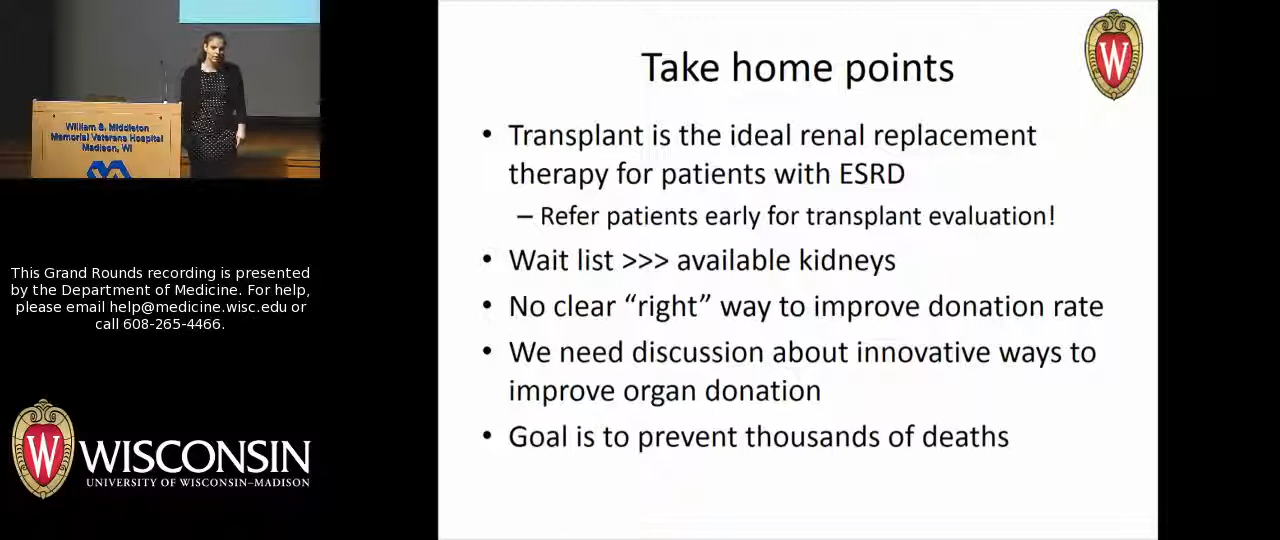 William S. Middleton
Memorial Veterans Hospital
Madison, WI
This Grand Rounds recording is presented
by the Department of Medicine. For help,
please email help@medicine.wisc.edu or
call 608-265-4466.
W
WISCONSIN
UNIVERSITY OF WISCONSIN–MADISON
W
Take home points
• Transplant is the ideal renal replacement
therapy for patients with ESRD
– Refer patients early for transplant evaluation!
• Wait list >>> available kidneys
• No clear “right” way to improve donation rate
• We need discussion about innovative ways to
improve organ donation
• Goal is to prevent thousands of deaths